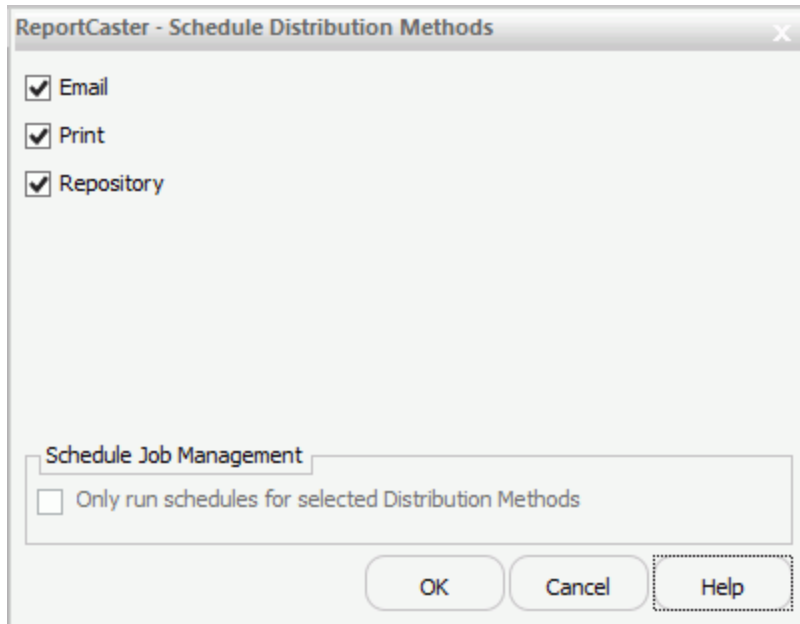 ReportCaster - Schedule Distribution Methods
Email
Print
Repository
Schedule Job Management
Only run schedules for selected Distribution Methods
OK Cancel Help